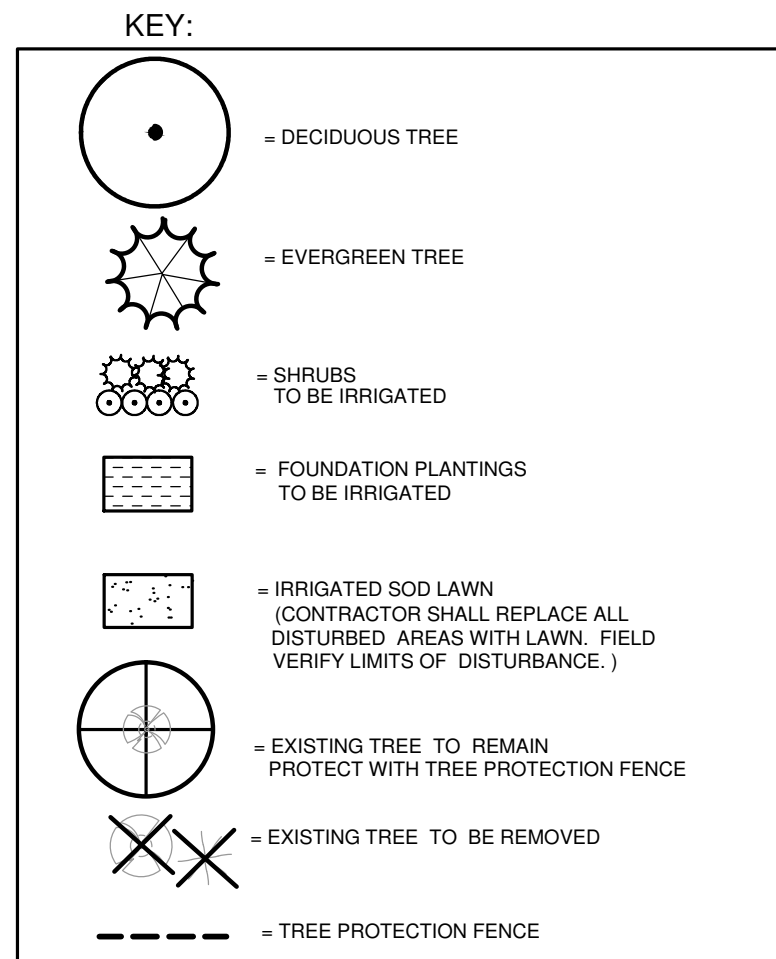 KEY:
= DECIDUOUS TREE
= EVERGREEN TREE
= SHRUBS
TO BE IRRIGATED
= FOUNDATION PLANTINGS
TO BE IRRIGATED
= IRRIGATED SOD LAWN
(CONTRACTOR SHALL REPLACE ALL
DISTURBED AREAS WITH LAWN. FIELD
VERIFY LIMITS OF DISTURBANCE. )
= EXISTING TREE TO REMAIN
PROTECT WITH TREE PROTECTION FENCE
= EXISTING TREE TO BE REMOVED
= TREE PROTECTION FENCE